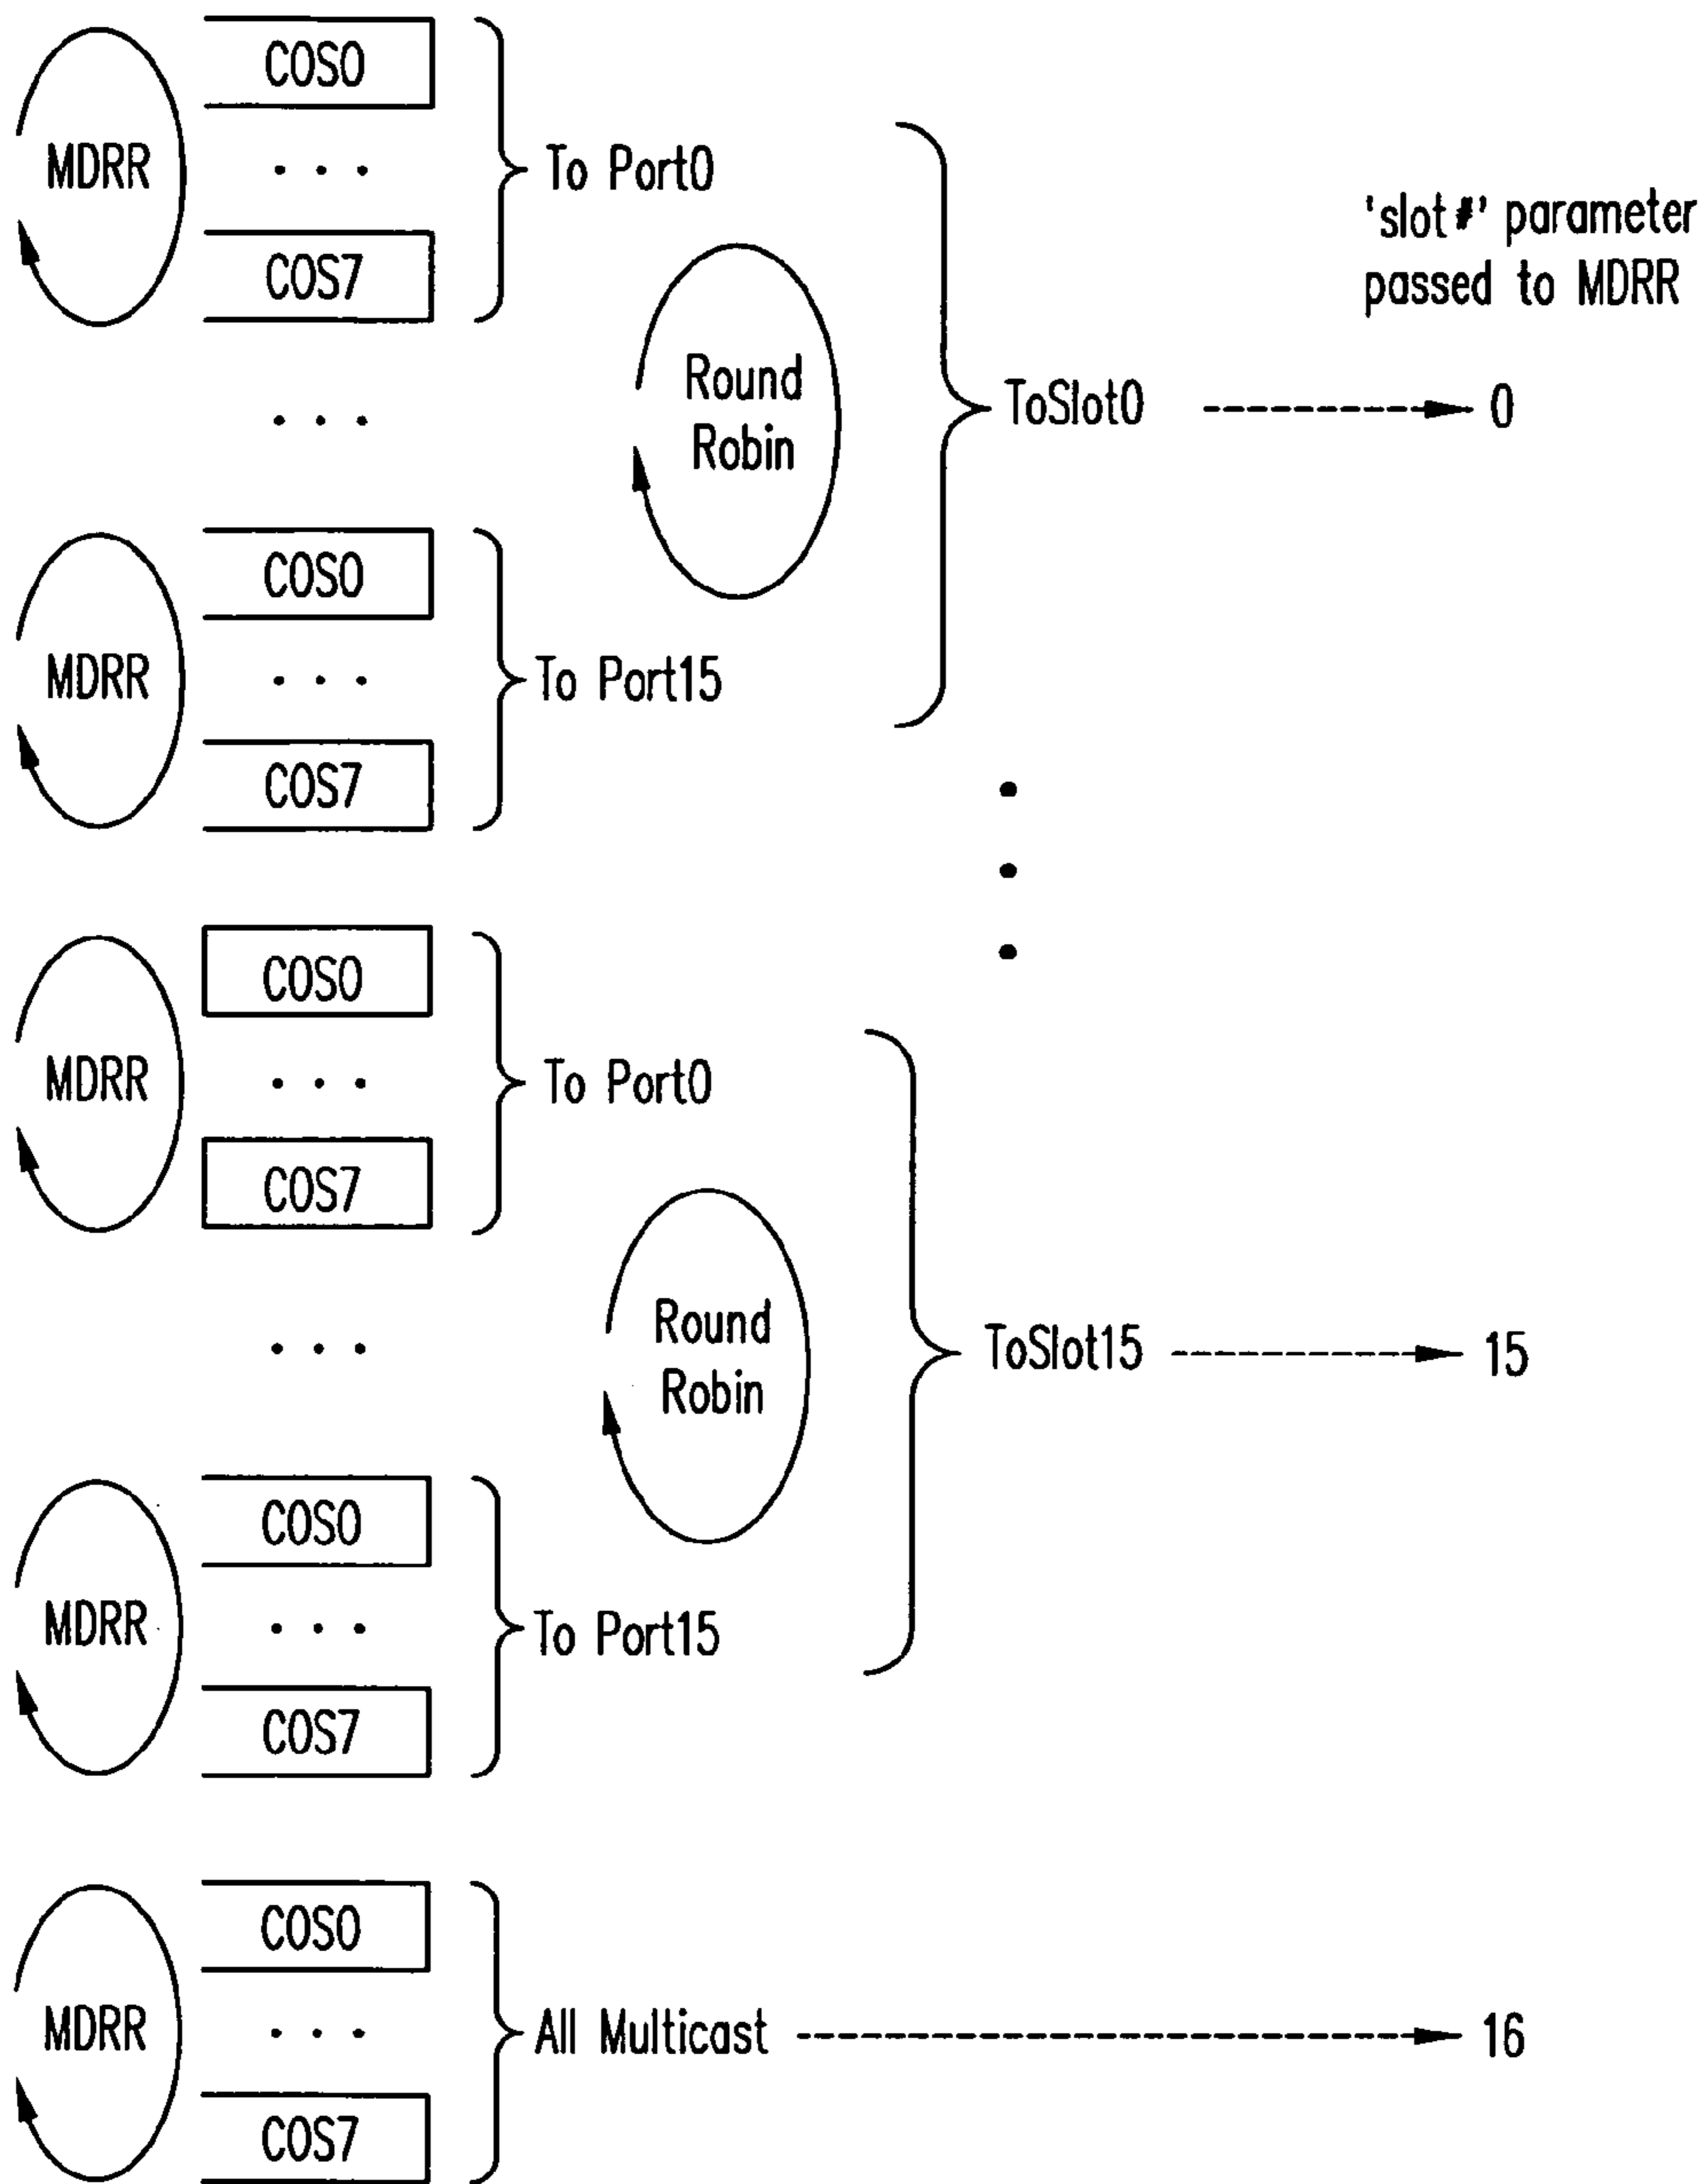 COS0
MDRR
. . .
To Port0
COS7
'slot#' parameter
passed to MDRR
Round
Robin
ToSlot0
0
. . .
COS0
MDRR
. . .
To Port15
COS7
COS0
MDRR
. . .
To Port0
COS7
Round
Robin
ToSlot15
15
. . .
COS0
MDRR
. . .
To Port15
COS7
COS0
MDRR
. . .
All Multicast
16
COS7